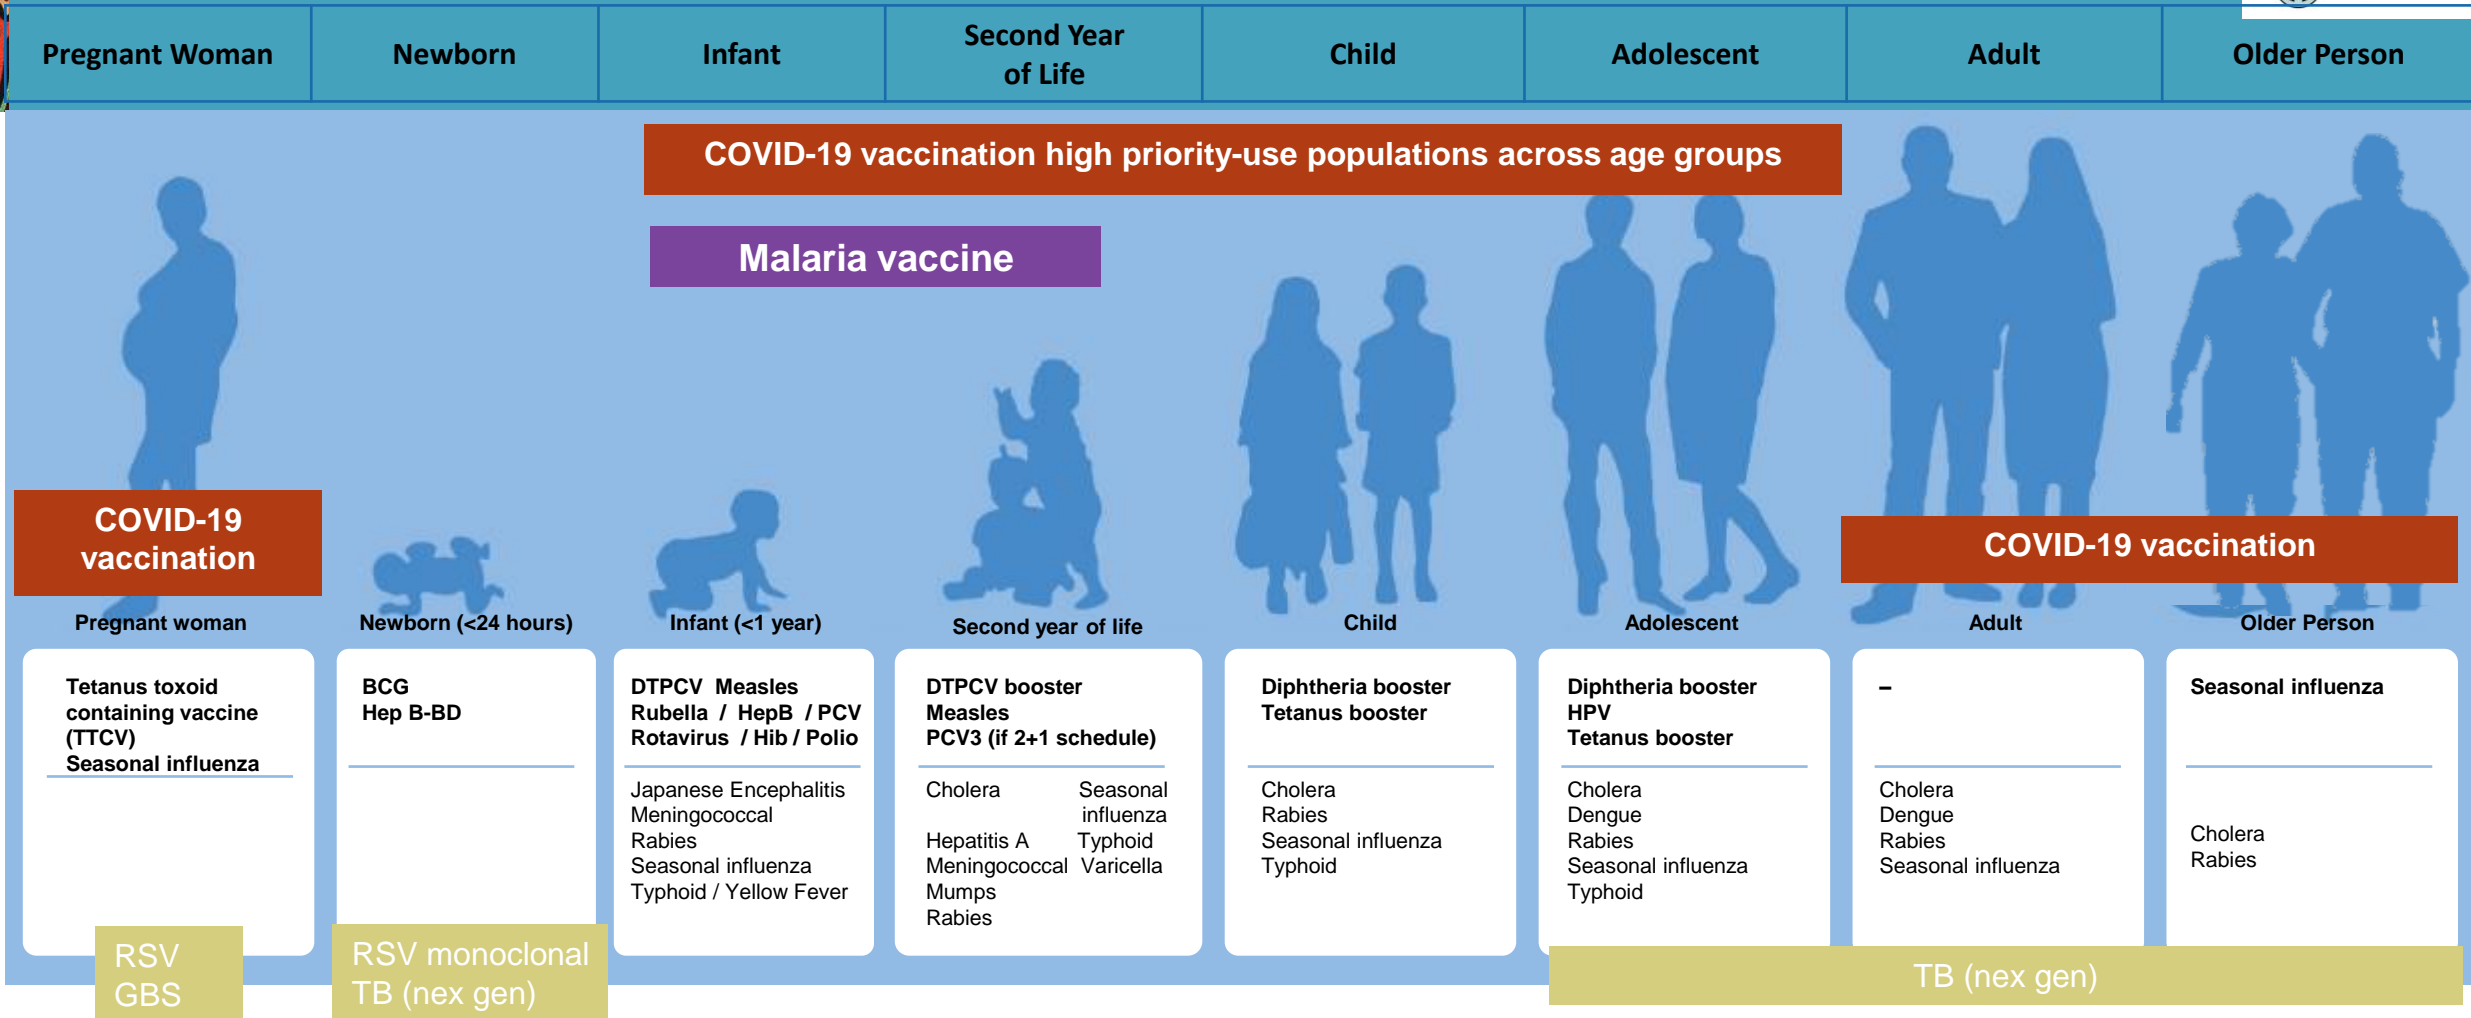 Pregnant Woman
Newborn
Infant
Second Year
of Life
Child
Adolescent
Adult
Older Person
COVID-19 vaccination high priority-use populations across age groups
Malaria vaccine
COVID-19
vaccination
COVID-19 vaccination
Pregnant woman
Newborn (<24 hours)
Infant (<1 year)
Second year of life
Child
Adolescent
Adult
Older Person
Tetanus toxoid
containing vaccine
(TTCV)
Seasonal influenza
BCG
Hep B-BD
DTPCV Measles
Rubella / HepB / PCV
Rotavirus / Hib / Polio
Japanese Encephalitis
Meningococcal
Rabies
Seasonal influenza
Typhoid / Yellow Fever
DTPCV booster
Measles
PCV3 (if 2+1 schedule)
Cholera Seasonal
influenza
Hepatitis A Typhoid
Meningococcal Varicella
Mumps
Rabies
Diphtheria booster
Tetanus booster
Cholera
Rabies
Seasonal influenza
Typhoid
Diphtheria booster
HPV
Tetanus booster
Cholera
Dengue
Rabies
Seasonal influenza
Typhoid
–
Cholera
Dengue
Rabies
Seasonal influenza
Seasonal influenza
Cholera
Rabies
RSV
GBS
RSV monoclonal
TB (nex gen)
TB (nex gen)